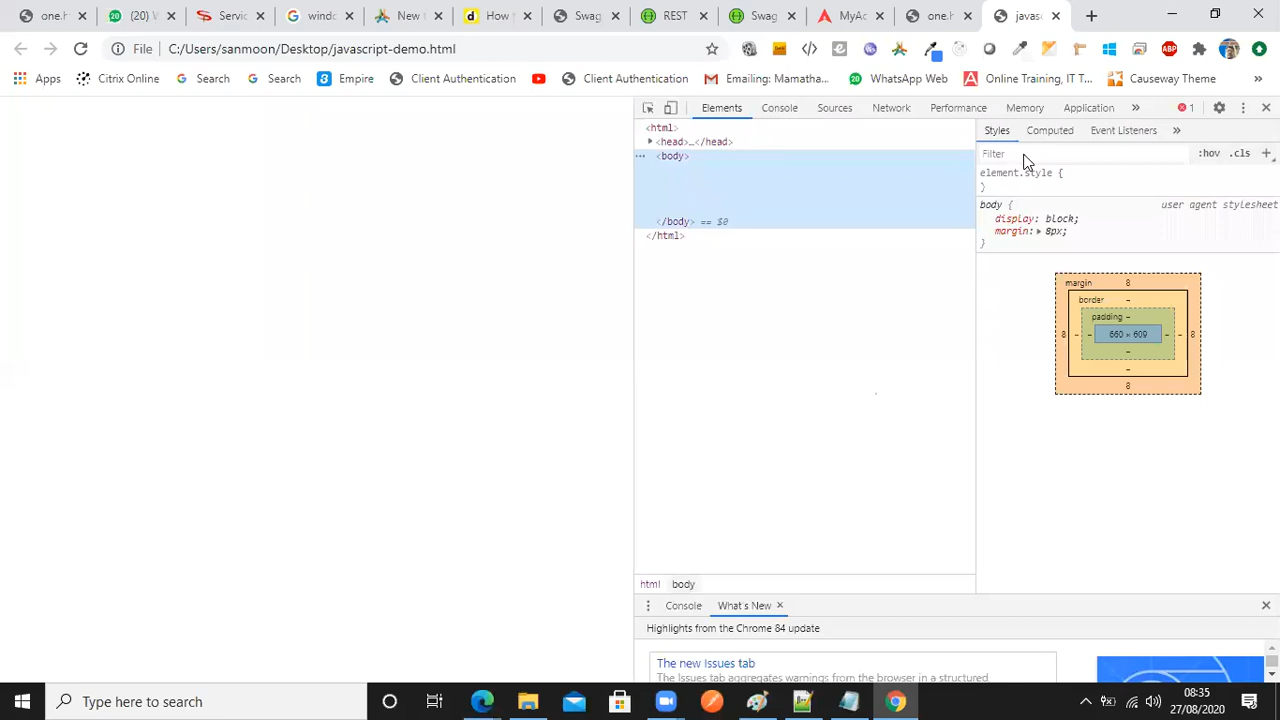 one.h
(20) W
Servic
windc
New t
How t
Swag
REST
Swag
MyAc
one.h
javasc
File
C:/Users/sanmoon/Desktop/javascript-demo.html
Apps
Citrix Online
Search
Search
Empire
Client Authentication
Client Authentication
Emailing: Mamatha...
WhatsApp Web
Online Training, IT T...
Causeway Theme
»
Elements
Console
Sources
Network
Performance
Memory
Application
»
1
Styles
Computed
Event Listeners
»
Filter
:hov .cls +
<html>
<head>…</head>
<body>
</body> == $0
</html>
element.style {
}
body {
user agent stylesheet
display: block;
margin: 8px;
}
margin 8
border –
padding –
8 – – 660 × 609 – – 8
–
–
8
html body
Console What's New ×
Highlights from the Chrome 84 update
The new Issues tab
The Issues tab aggregates warnings from the browser in a structured,
Type here to search
08:35
27/08/2020